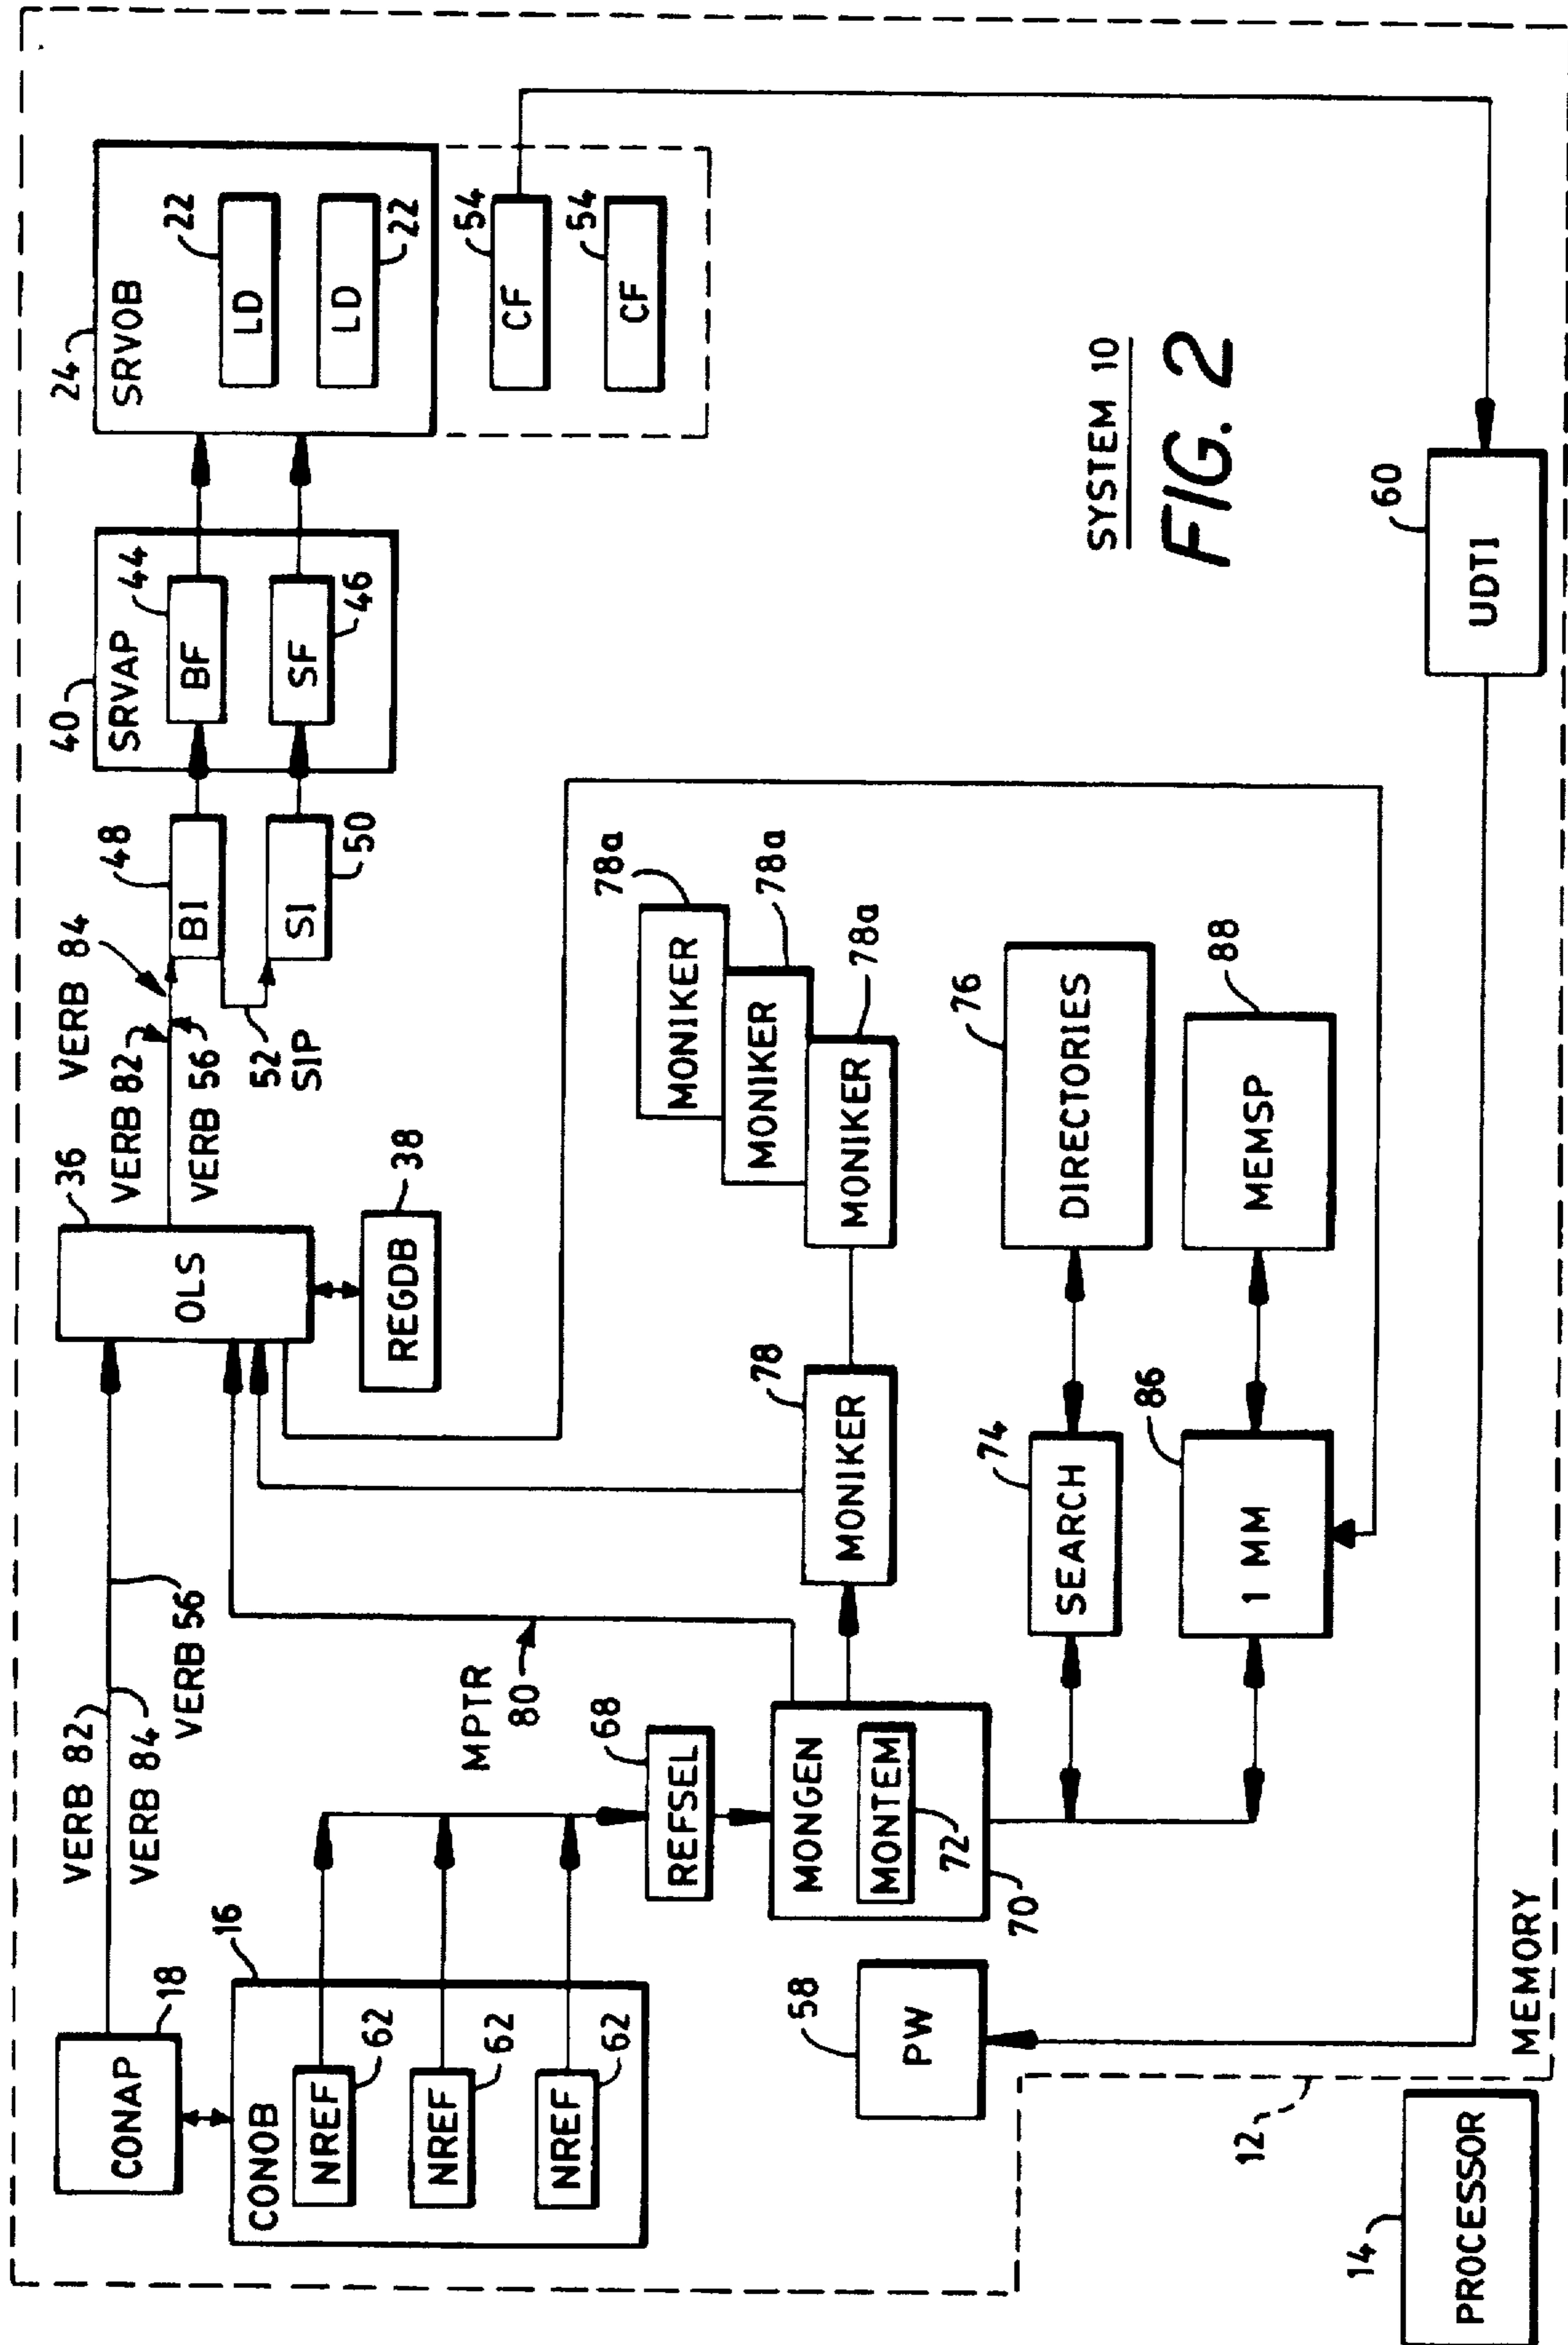 CONAP
18
VERB 82
VERB 84
VERB 56
36
OLS
REGDB
38
VERB 82
VERB 84
VERB 56
52
SIP
48
BI
SI
50
40
SRVAP
BF
44
SF
46
24
SRVOB
LD
22
LD
22
CF
54
CF
54
16
CONOB
NREF
62
NREF
62
NREF
62
REFSEL
68
MPTR
80
MONGEN
MONTEM
72
70
78
MONIKER
MONIKER
78a
MONIKER
78a
MONIKER
78a
74
SEARCH
76
DIRECTORIES
86
1 MM
88
MEMSP
58
PW
60
UDTI
SYSTEM 10
FIG. 2
MEMORY
12
14
PROCESSOR